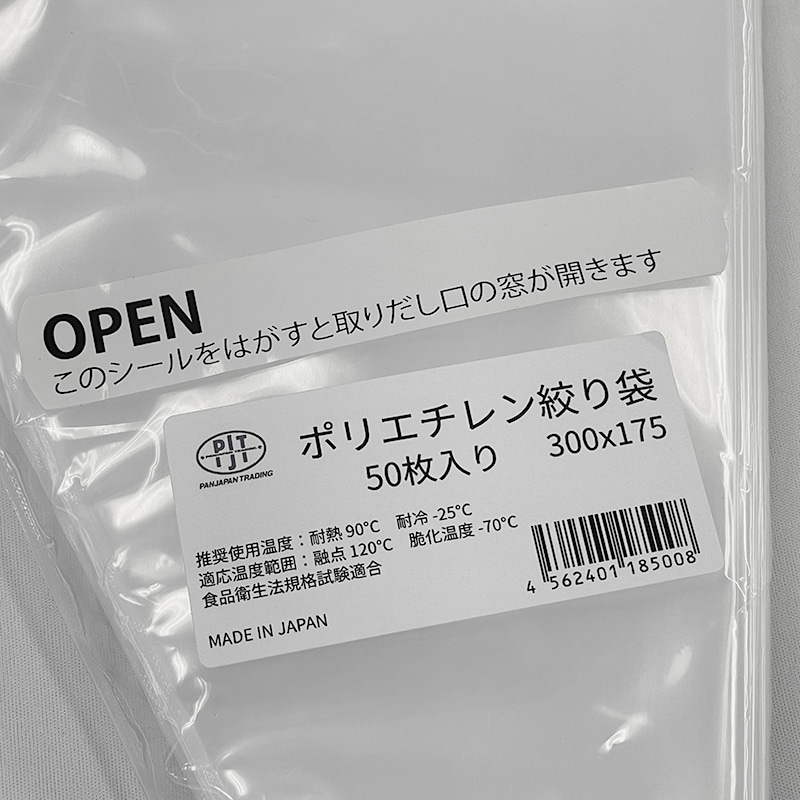 OPEN
このシールをはがすと取りだし口の窓が開きます
PJT
PANJAPAN TRADING
ポリエチレン絞り袋
50枚入り 300x175
推奨使用温度：耐熱 90°C 耐冷 -25°C
適応温度範囲：融点 120°C 脆化温度 -70°C
食品衛生法規格試験適合
MADE IN JAPAN
4 562401 185008